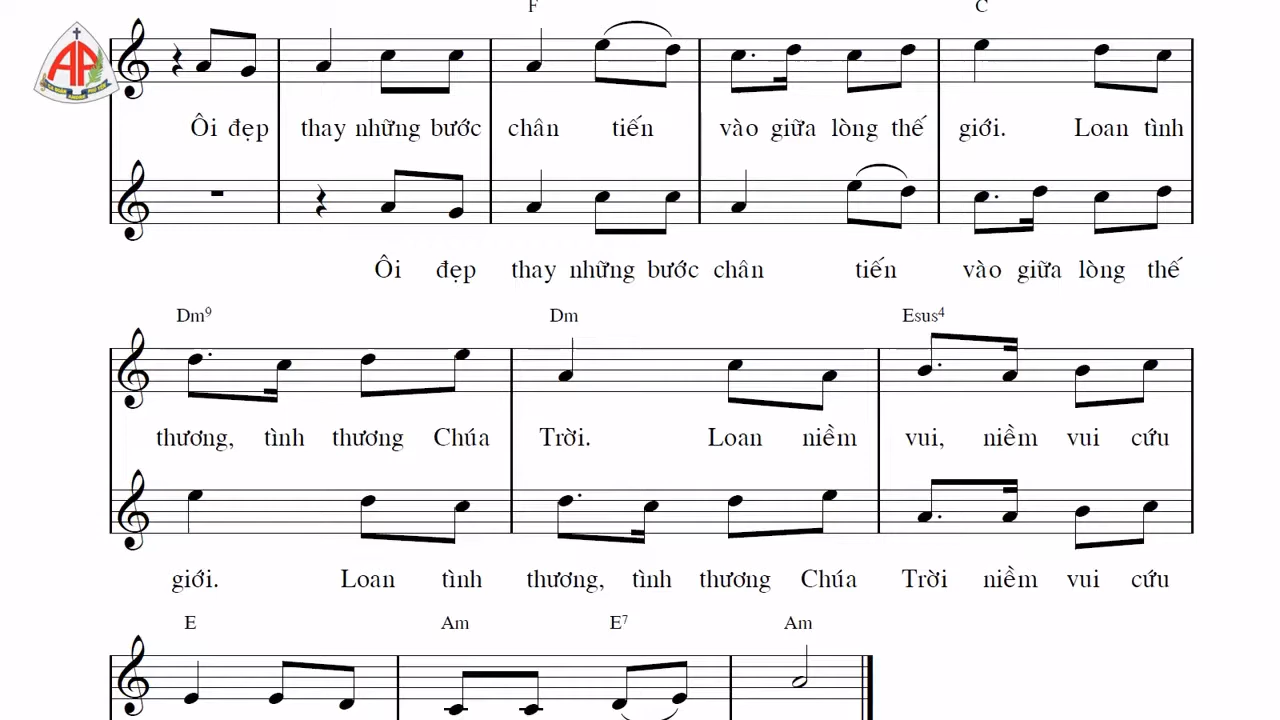 F C
AP
Ôi đẹp thay những bước chân tiến vào giữa lòng thế giới. Loan tình
Ôi đẹp thay những bước chân tiến vào giữa lòng thế
Dm9 Dm Esus4
thương, tình thương Chúa Trời. Loan niềm vui, niềm vui cứu
giới. Loan tình thương, tình thương Chúa Trời niềm vui cứu
E Am E7 Am